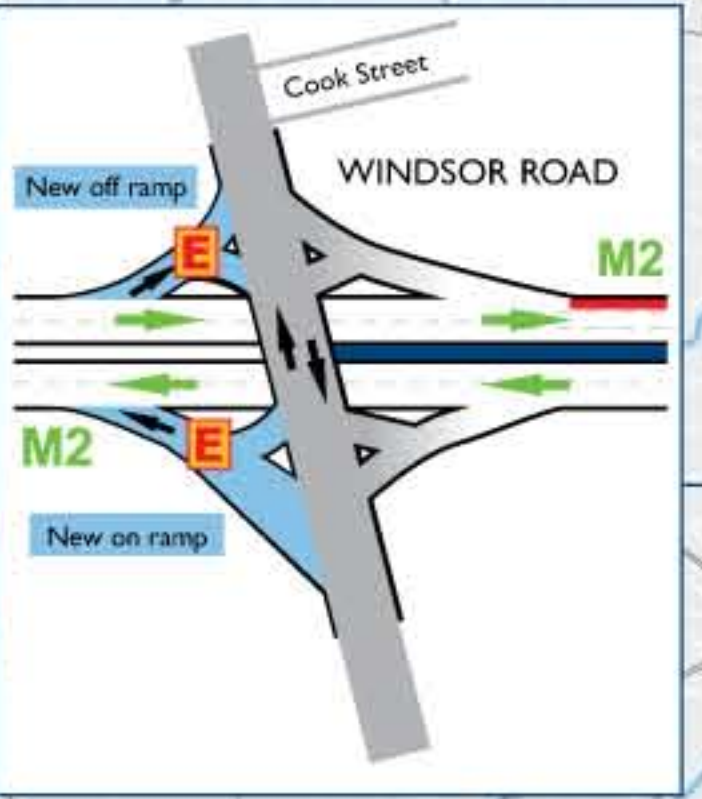 Cook Street
WINDSOR ROAD
New off ramp
E
M2
E
M2
New on ramp